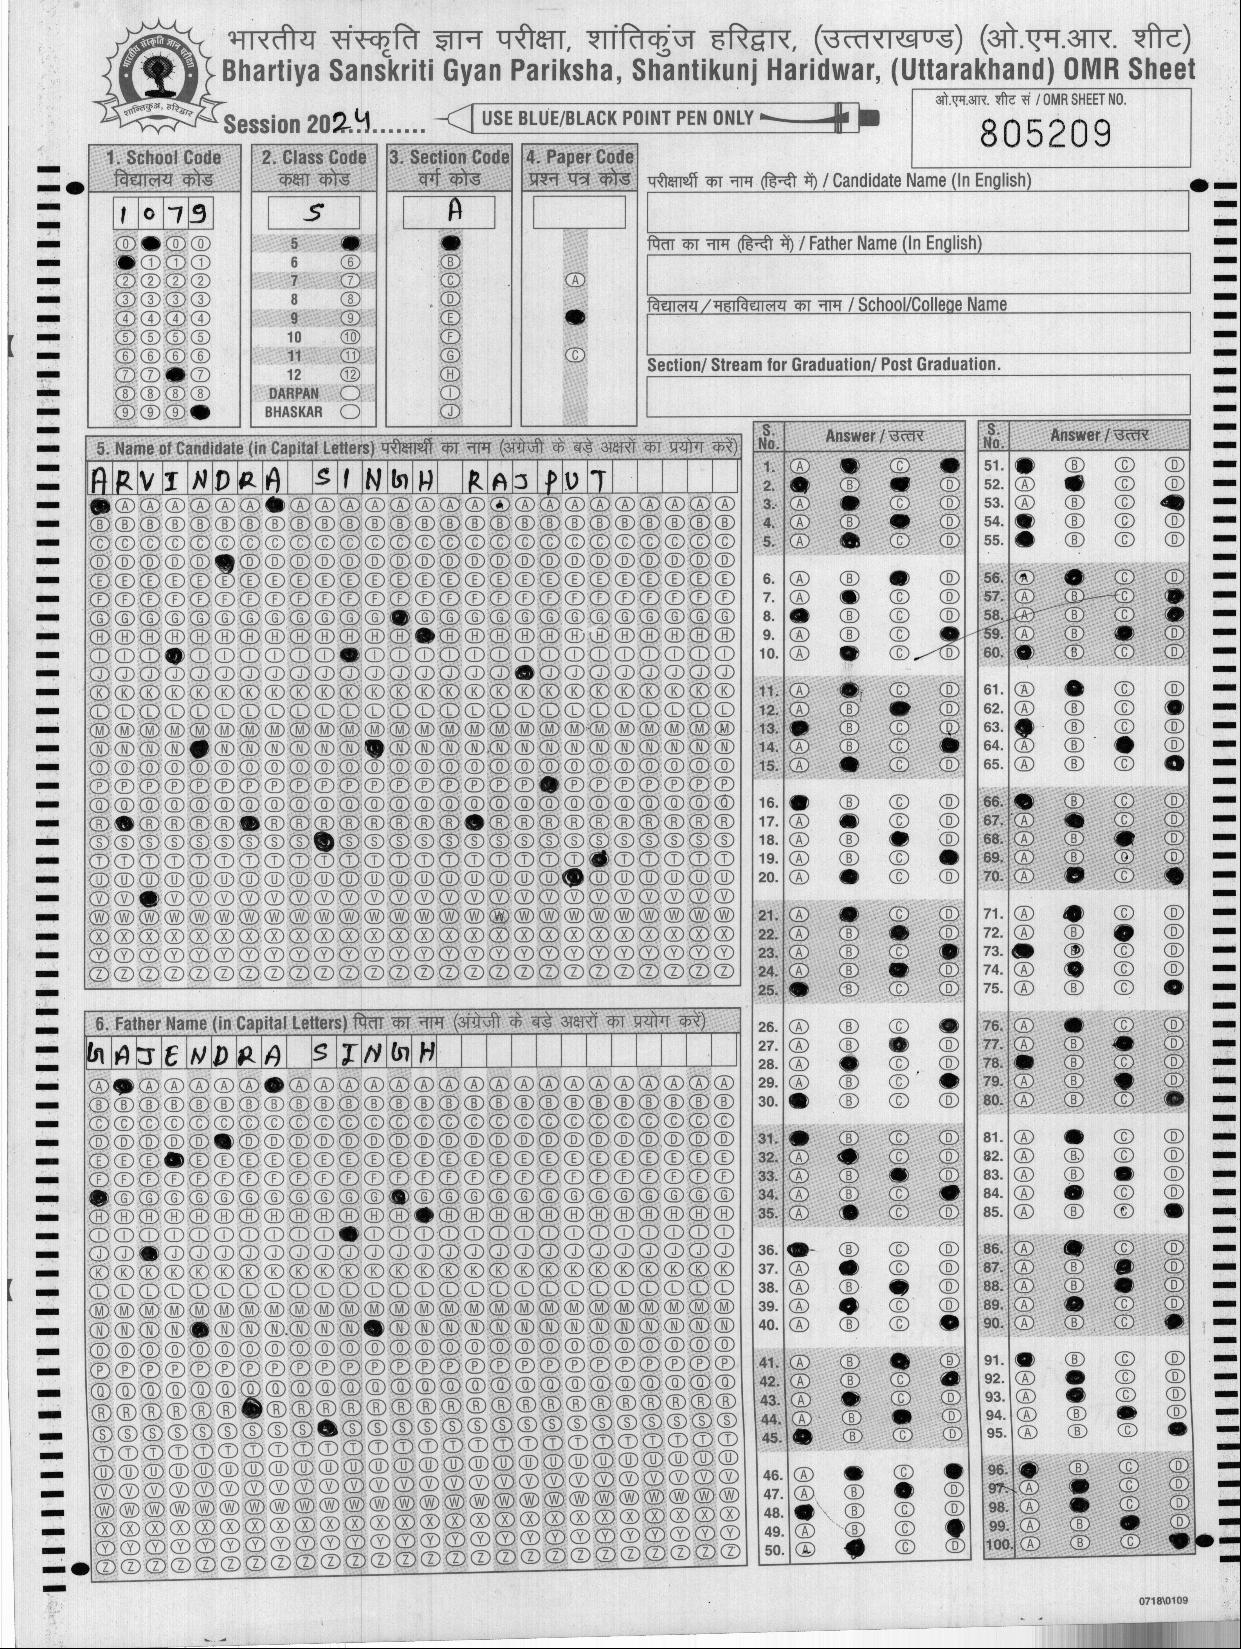 भारतीय संस्कृति ज्ञान परीक्षा, शांतिकुंज हरिद्वार, (उत्तराखण्ड) (ओ.एम.आर. शीट)
Bhartiya Sanskriti Gyan Pariksha, Shantikunj Haridwar, (Uttarakhand) OMR Sheet
Session 2024
USE BLUE/BLACK POINT PEN ONLY
ओ.एम.आर. शीट सं / OMR SHEET NO.
805209
1. School Code
विद्यालय कोड
1079
2. Class Code
कक्षा कोड
5
5
6
7
8
9
10
11
12
DARPAN
BHASKAR
3. Section Code
वर्ग कोड
A
4. Paper Code
प्रश्न पत्र कोड
परीक्षार्थी का नाम (हिन्दी में) / Candidate Name (In English)
पिता का नाम (हिन्दी में) / Father Name (In English)
विद्यालय / महाविद्यालय का नाम / School/College Name
Section/ Stream for Graduation/ Post Graduation.
5. Name of Candidate (in Capital Letters) परीक्षार्थी का नाम (अंग्रेजी के बड़े अक्षरों का प्रयोग करें)
ARVINDRA SINGH RAJPUT
6. Father Name (in Capital Letters) पिता का नाम (अंग्रेजी के बड़े अक्षरों का प्रयोग करें)
GAJENDRA SINGH
S. No. Answer / उत्तर
S. No. Answer / उत्तर
0718\0109